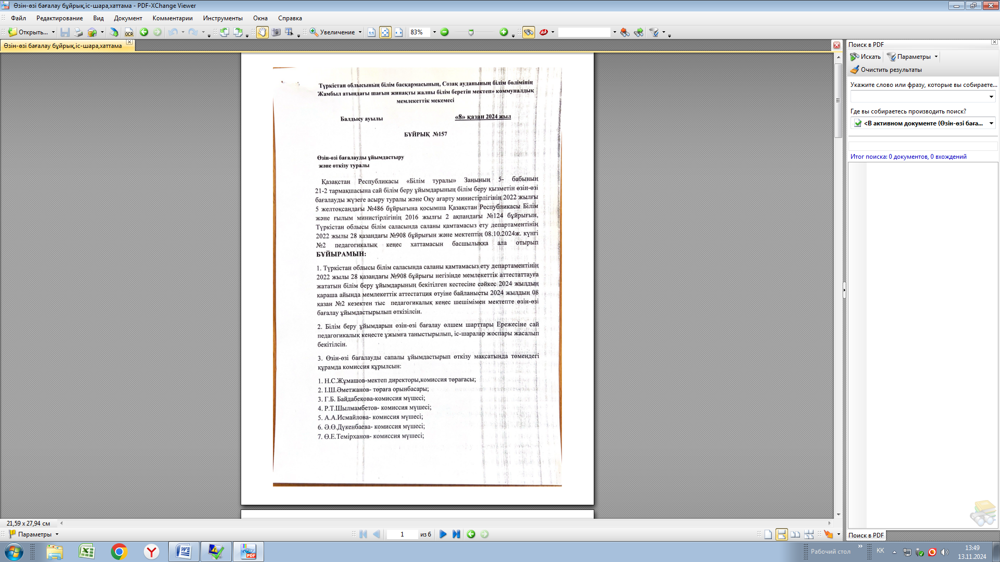 Өзін-өзі бағалау бұйрық,іс-шара,хаттама - PDF-XChange Viewer
Файл Редактирование Вид Документ Комментарии Инструменты Окна Справка
Открыть... OCR Увеличение 83% Ask
Өзін-өзі бағалау бұйрық,іс-шара,хаттама
Түркістан облысының білім басқармасының, Созақ ауданының білім бөлімінің
Жамбыл атындағы шағын жинақты жалпы білім беретін мектеп» коммуналдық
мемлекеттік мекемесі
Балдысу ауылы «8» қазан 2024 жыл
БҰЙРЫҚ №157
Өзін-өзі бағалауды ұйымдастыру
және өткізу туралы
Қазақстан Республикасы «Білім туралы» Заңының 5- бабының
21-2 тармақшасына сай білім беру ұйымдарының білім беру қызметін өзін-өзі
бағалауды жүзеге асыру туралы және Оқу ағарту министірлігінің 2022 жылғы
5 желтоқсандағы №486 бұйрығына қосымша Қазақстан Республикасы Білім
және ғылым министірлігінің 2016 жылғы 2 ақпандағы №124 бұйрығын,
Түркістан облысы білім саласында саланы қамтамасыз ету департаментінің
2022 жылы 28 қазандағы №908 бұйрығын және мектептің 08.10.2024ж. күнгі
№2 педагогикалық кеңес хаттамасын басшылыққа ала отырып
БҰЙЫРАМЫН:
1. Түркістан облысы білім саласында саланы қамтамасыз ету департаментінің
2022 жылы 28 қазандағы №908 бұйрығы негізінде мемлекеттік аттестаттауға
жататын білім беру ұйымдарының бекітілген кестесіне сәйкес 2024 жылдың
қараша айында мемлекеттік аттестатция өтуіне байланысты 2024 жылдың 08
қазан №2 кезектен тыс педагогикалық кеңес шешімімен мектепте өзін-өзі
бағалау ұйымдастырылып өткізілсін.
2. Білім беру ұйымдарын өзін-өзі бағалау өлшем шарттары Ережесіне сай
педагогикалық кеңесте ұжымға таныстырылып, іс-шаралар жоспары жасалып
бекітілсін.
3. Өзін-өзі бағалауды сапалы ұйымдастырып өткізу мақсатында төмендегі
құрамда комиссия құрылсын:
1. Н.С.Жұмашов-мектеп директоры,комиссия төрағасы;
2. І.Ш.Әметжанов- төраға орынбасары;
3. Г.Б. Байдабекова-комиссия мүшесі;
4. Р.Т.Шылмамбетов- комиссия мүшесі;
5. А.А.Исмайлова- комиссия мүшесі;
6. Ә.Ө.Дүкенбаева- комиссия мүшесі;
7. Ө.Е.Темірханов- комиссия мүшесі;
Поиск в PDF
Искать Параметры
Очистить результаты
Укажите слово или фразу, которые вы собираете...
Где вы собираетесь производить поиск?
<В активном документе (Өзін-өзі баға...
Итог поиска: 0 документов, 0 вхождений
21,59 x 27,94 см
Параметры 1 из 6 Поиск в PDF
Рабочий стол KK 13:49
13.11.2024